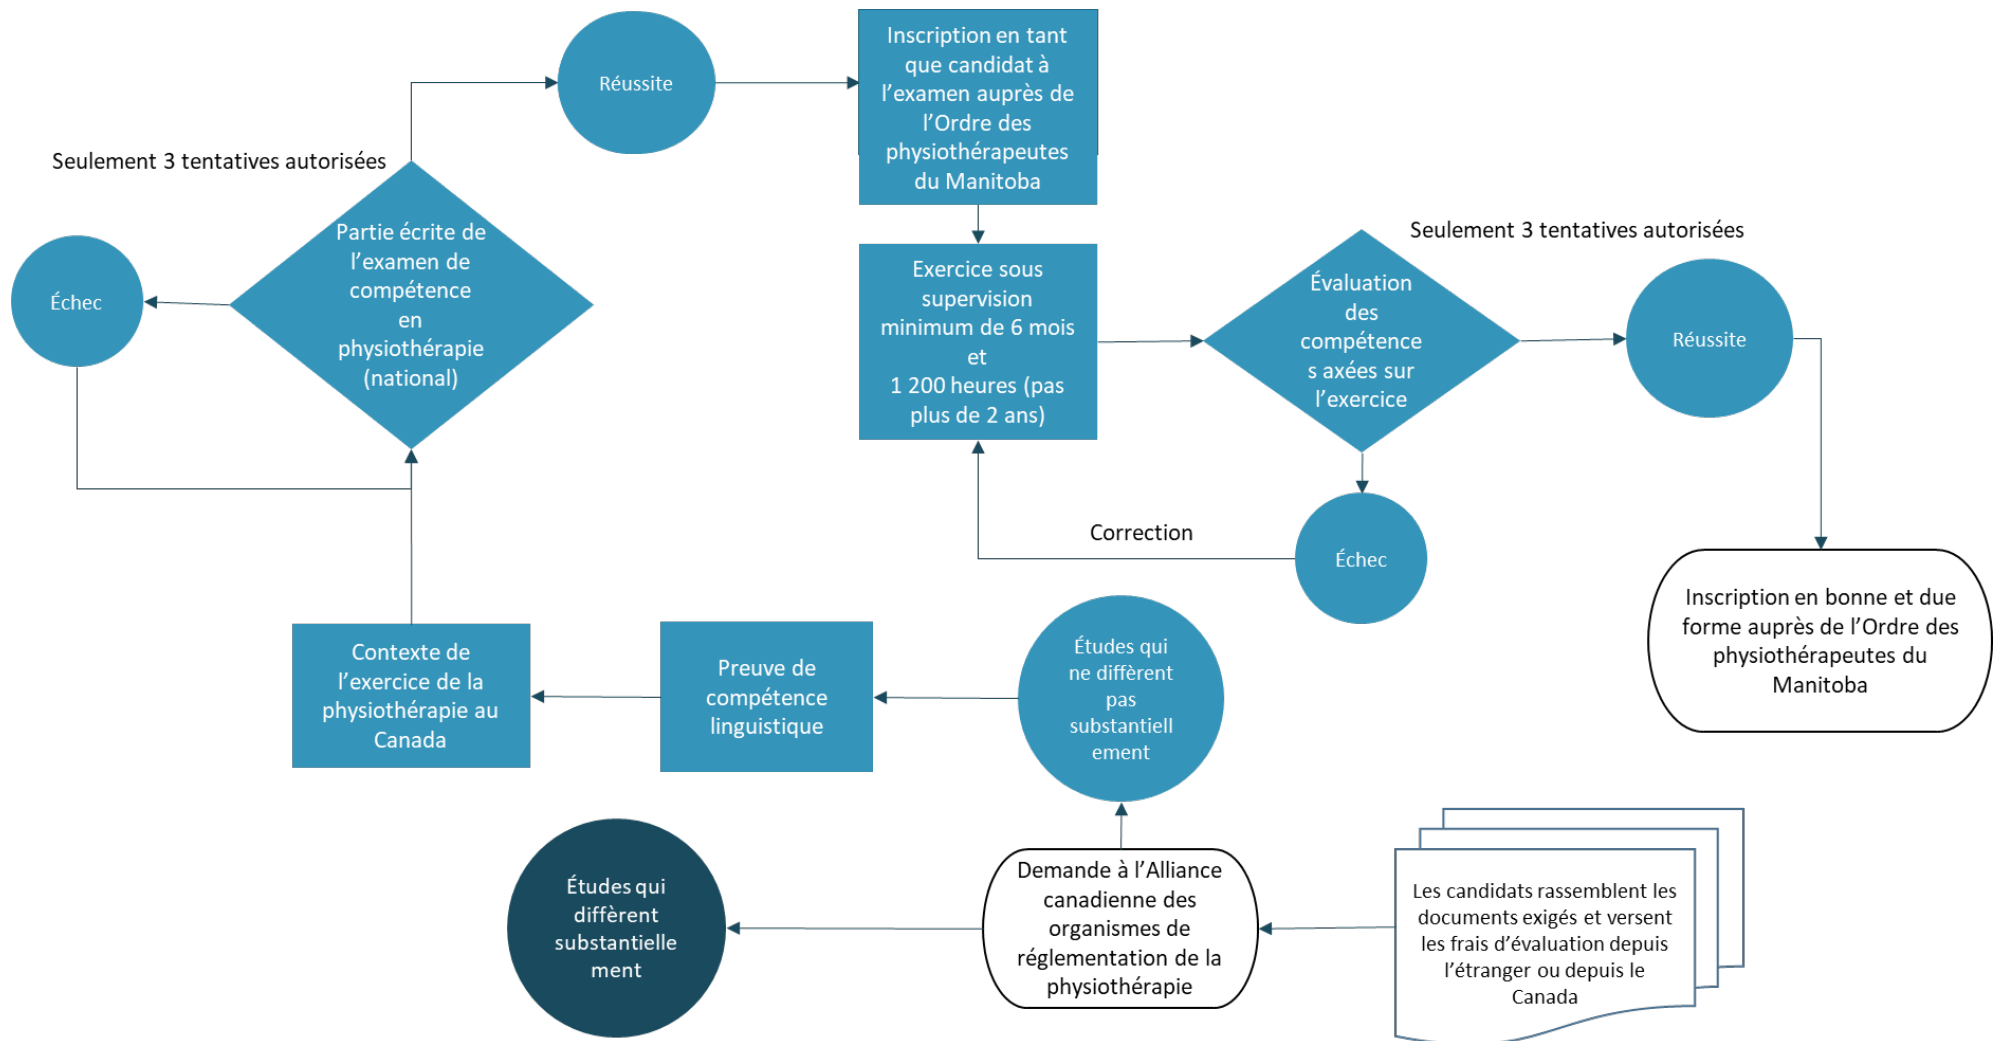 Réussite
Inscription en tant
que candidat à
l'examen auprès de
l'Ordre des
physiothérapeutes
du Manitoba
Seulement 3 tentatives autorisées
Partie écrite de
l'examen de
compétence
en
physiothérapie
(national)
Échec
Exercice sous
supervision
minimum de 6 mois
et
1 200 heures (pas
plus de 2 ans)
Seulement 3 tentatives autorisées
Évaluation
des
compétence
s axées sur
l'exercice
Réussite
Correction
Échec
Inscription en bonne et due
forme auprès de l'Ordre des
physiothérapeutes du
Manitoba
Contexte de
l'exercice de la
physiothérapie au
Canada
Preuve de
compétence
linguistique
Études qui
ne diffèrent
pas
substantiell
ement
Études qui
diffèrent
substantielle
ment
Demande à l'Alliance
canadienne des
organismes de
réglementation de la
physiothérapie
Les candidats rassemblent les
documents exigés et versent
les frais d'évaluation depuis
l'étranger ou depuis le
Canada